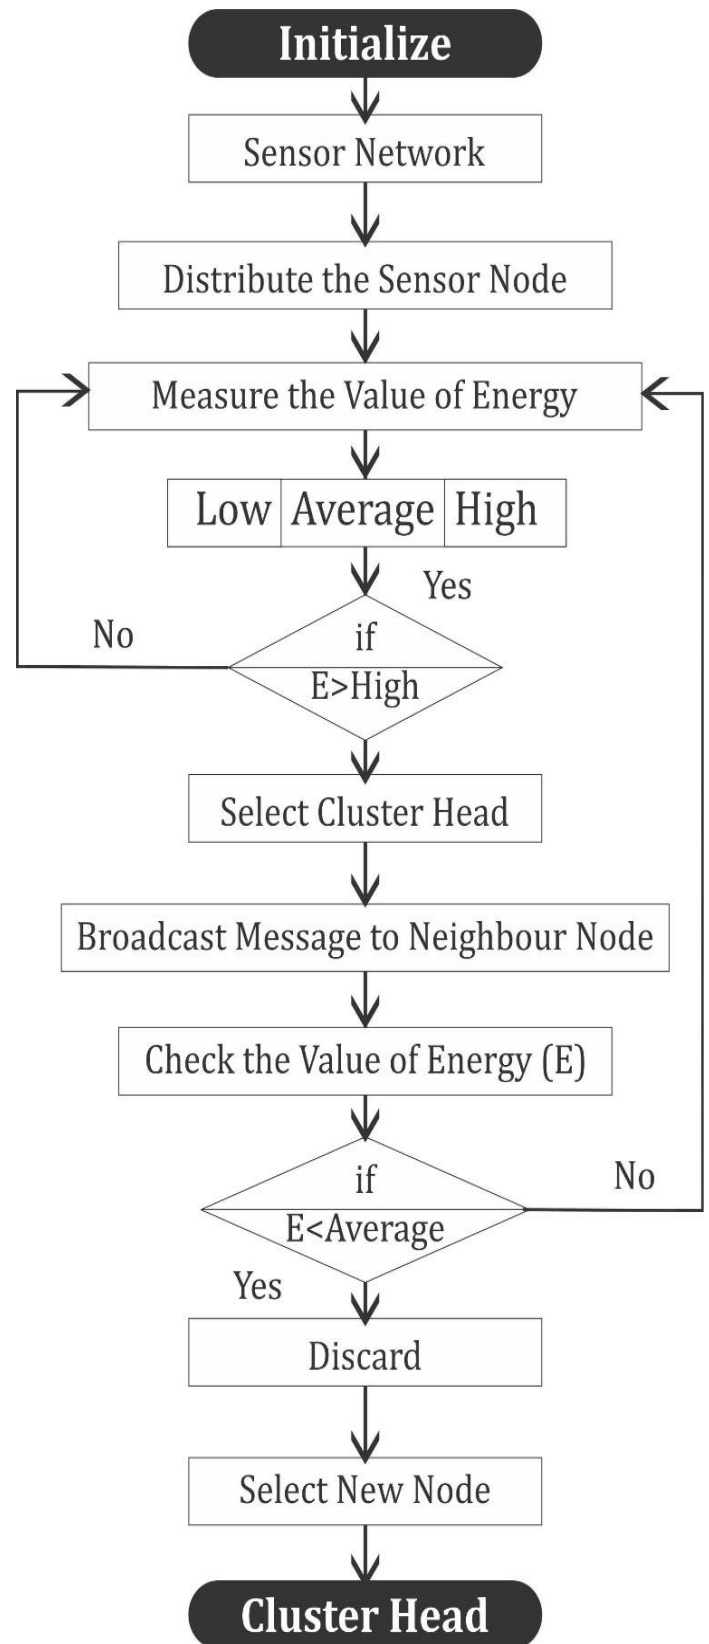 Initialize
Sensor Network
Distribute the Sensor Node
Measure the Value of Energy
Low Average High
Yes
No
if
E>High
Select Cluster Head
Broadcast Message to Neighbour Node
Check the Value of Energy (E)
if
No
E<Average
Yes
Discard
Select New Node
Cluster Head